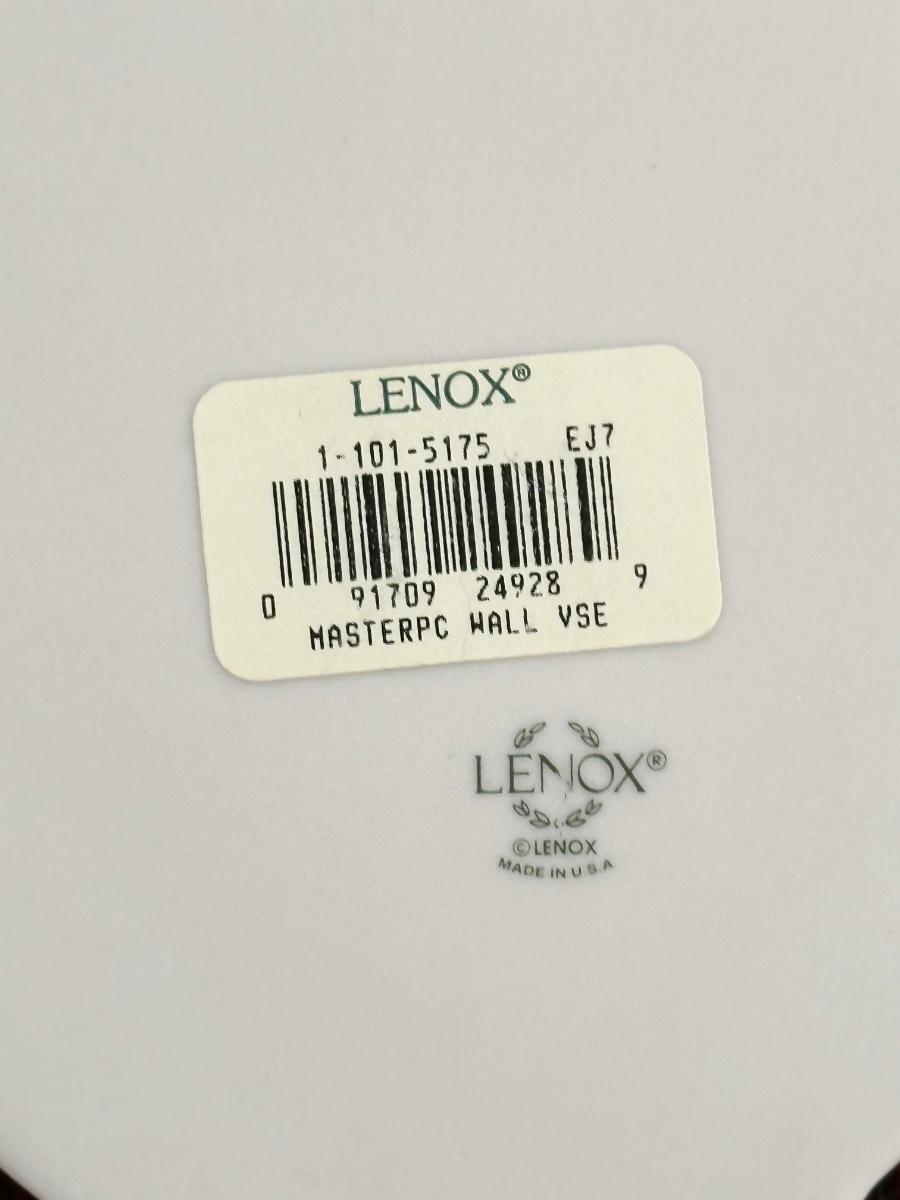 LENOX®
1-101-5175 EJ7
0 91709 24928 9
MASTERPC WALL VSE
LENOX®
©LENOX
MADE IN U.S.A